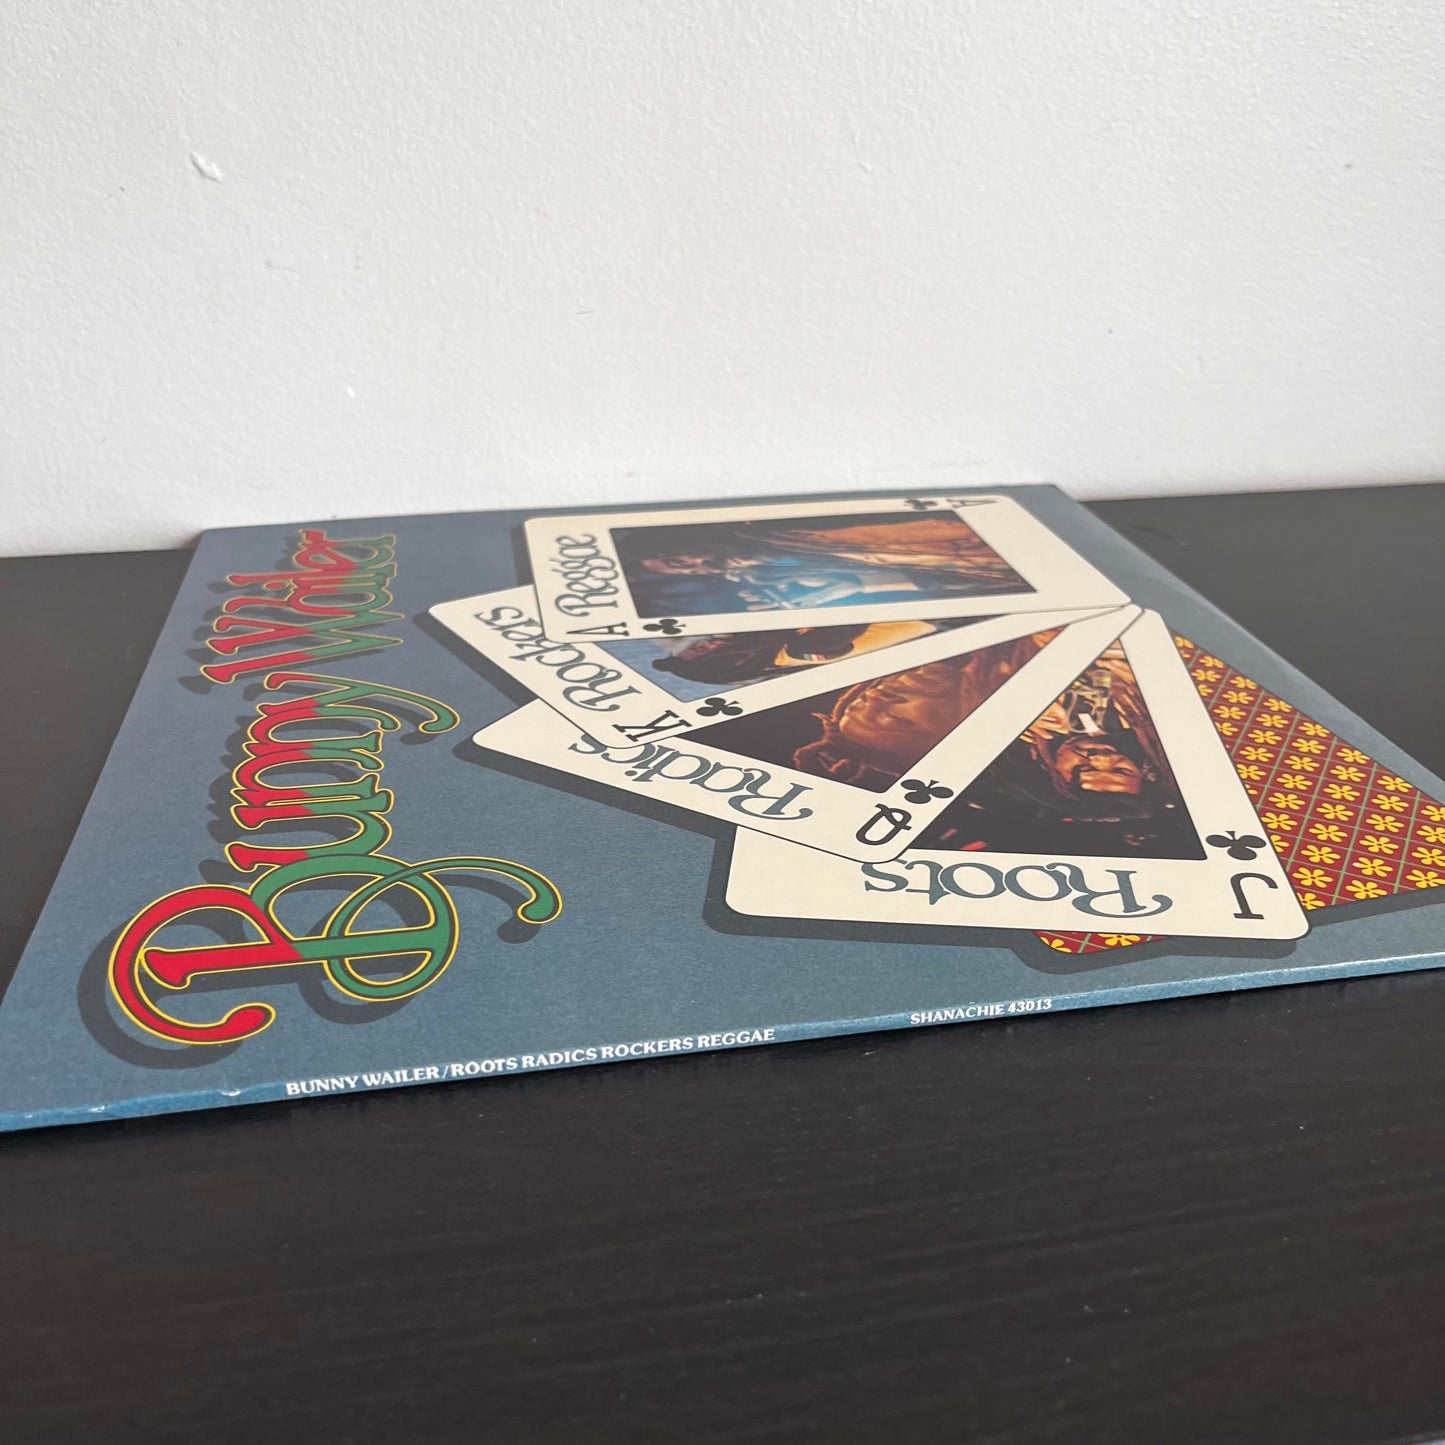 Bunny Wailer
A Reggae
A
K Rockers
Q Radics
J Roots
BUNNY WAILER/ROOTS RADICS ROCKERS REGGAE
SHANACHIE 43013